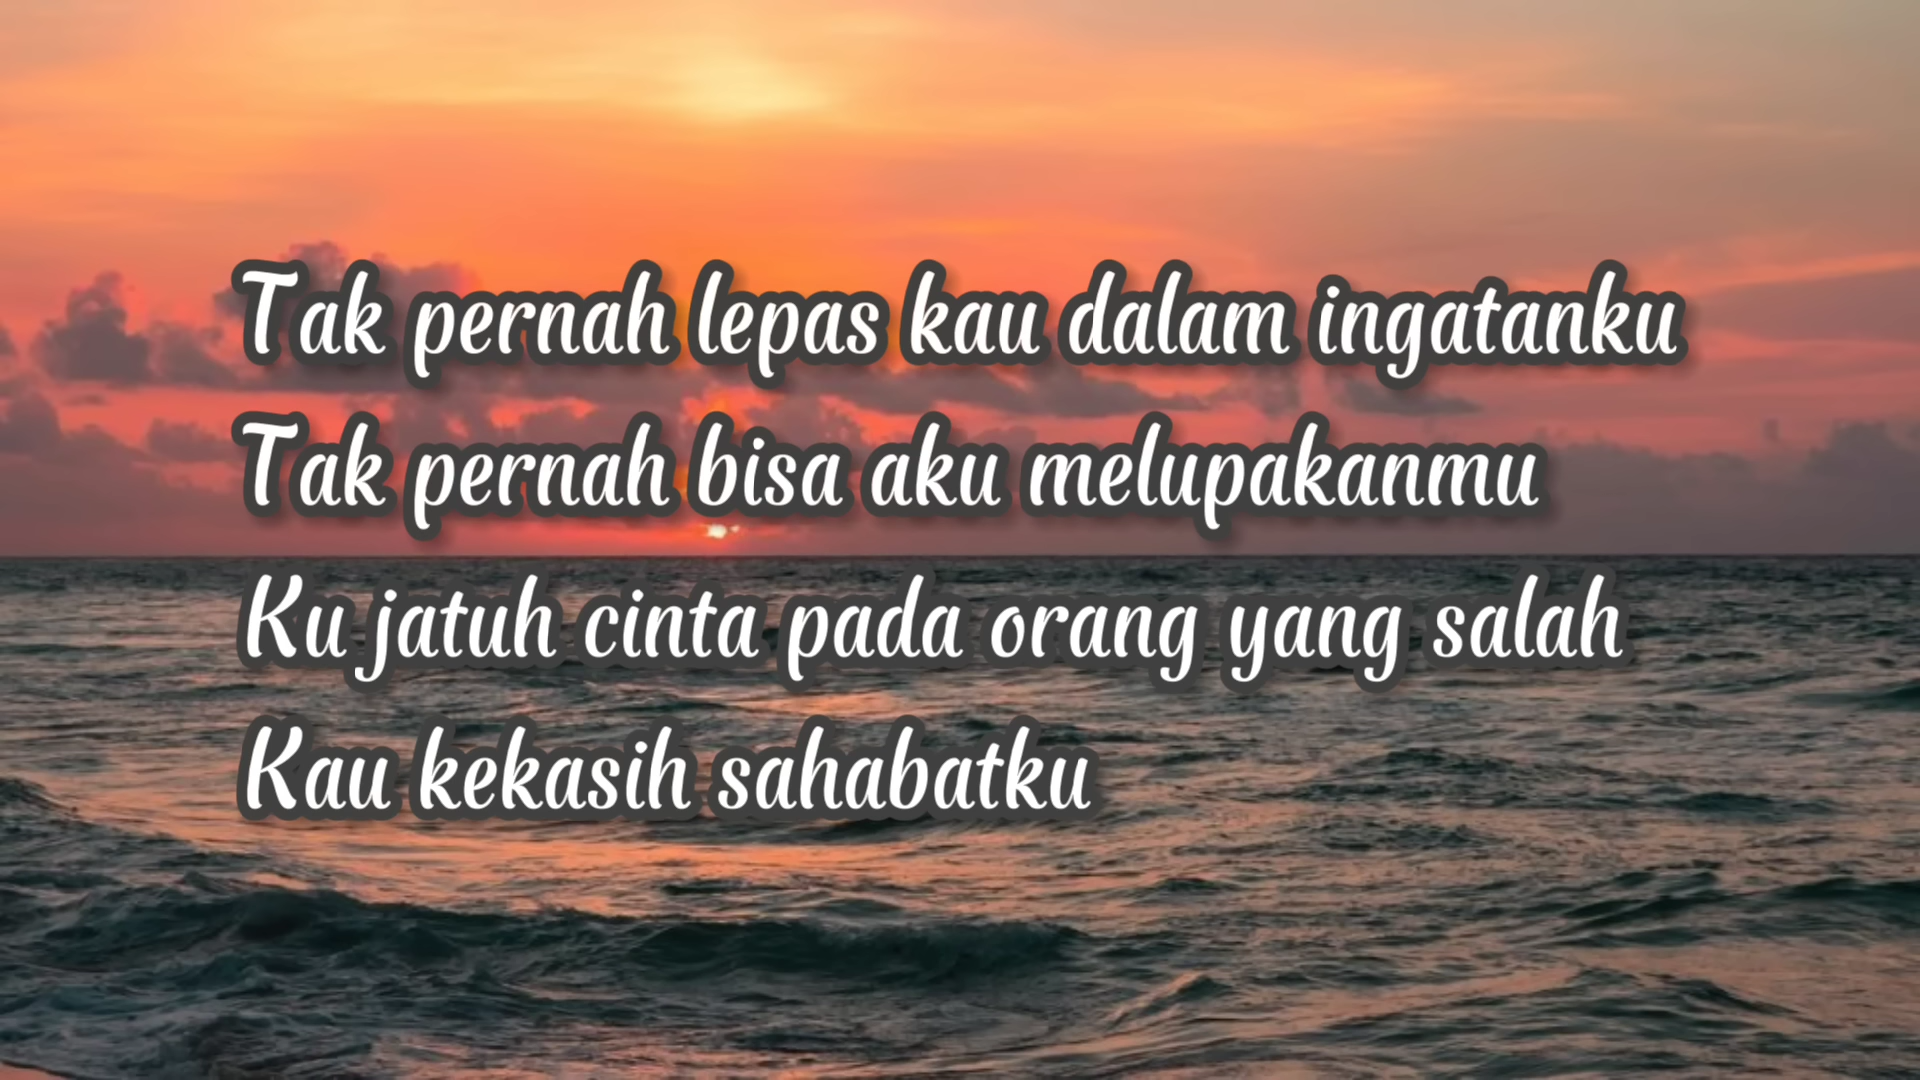 Tak pernah lepas kau dalam ingatanku
Tak pernah bisa aku melupakanmu
Ku jatuh cinta pada orang yang salah
Kau kekasih sahabatku